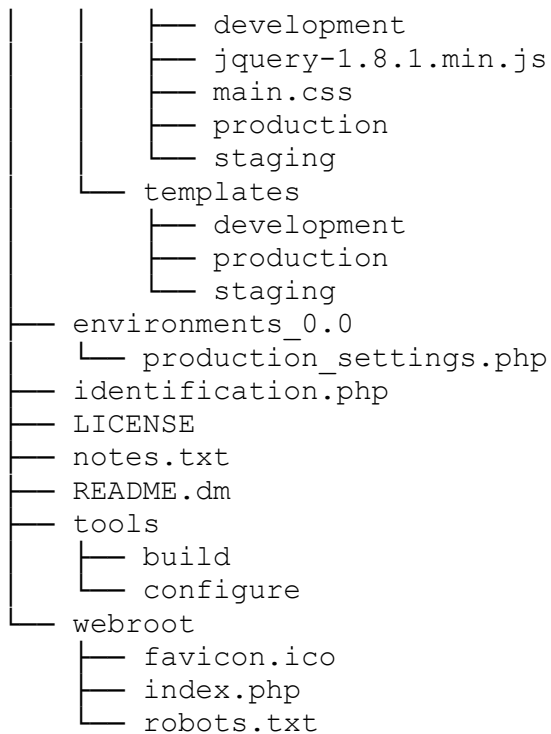 │   │   ├── development
│   │   ├── jquery-1.8.1.min.js
│   │   ├── main.css
│   │   ├── production
│   │   └── staging
│   └── templates
│       ├── development
│       ├── production
│       └── staging
├── environments_0.0
│   └── production_settings.php
├── identification.php
├── LICENSE
├── notes.txt
├── README.dm
├── tools
│   ├── build
│   └── configure
└── webroot
    ├── favicon.ico
    ├── index.php
    └── robots.txt